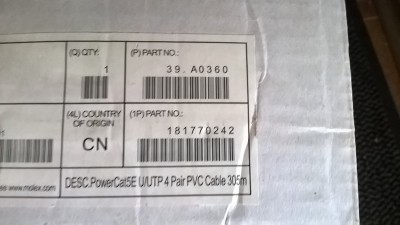 (Q) QTY:
1
(P) PART NO.:
39. A0360
(4L) COUNTRY
OF ORIGIN
CN
(1P) PART NO.:
181770242
www.molex.com
DESC.PowerCat5E U/UTP 4 Pair PVC Cable 305m